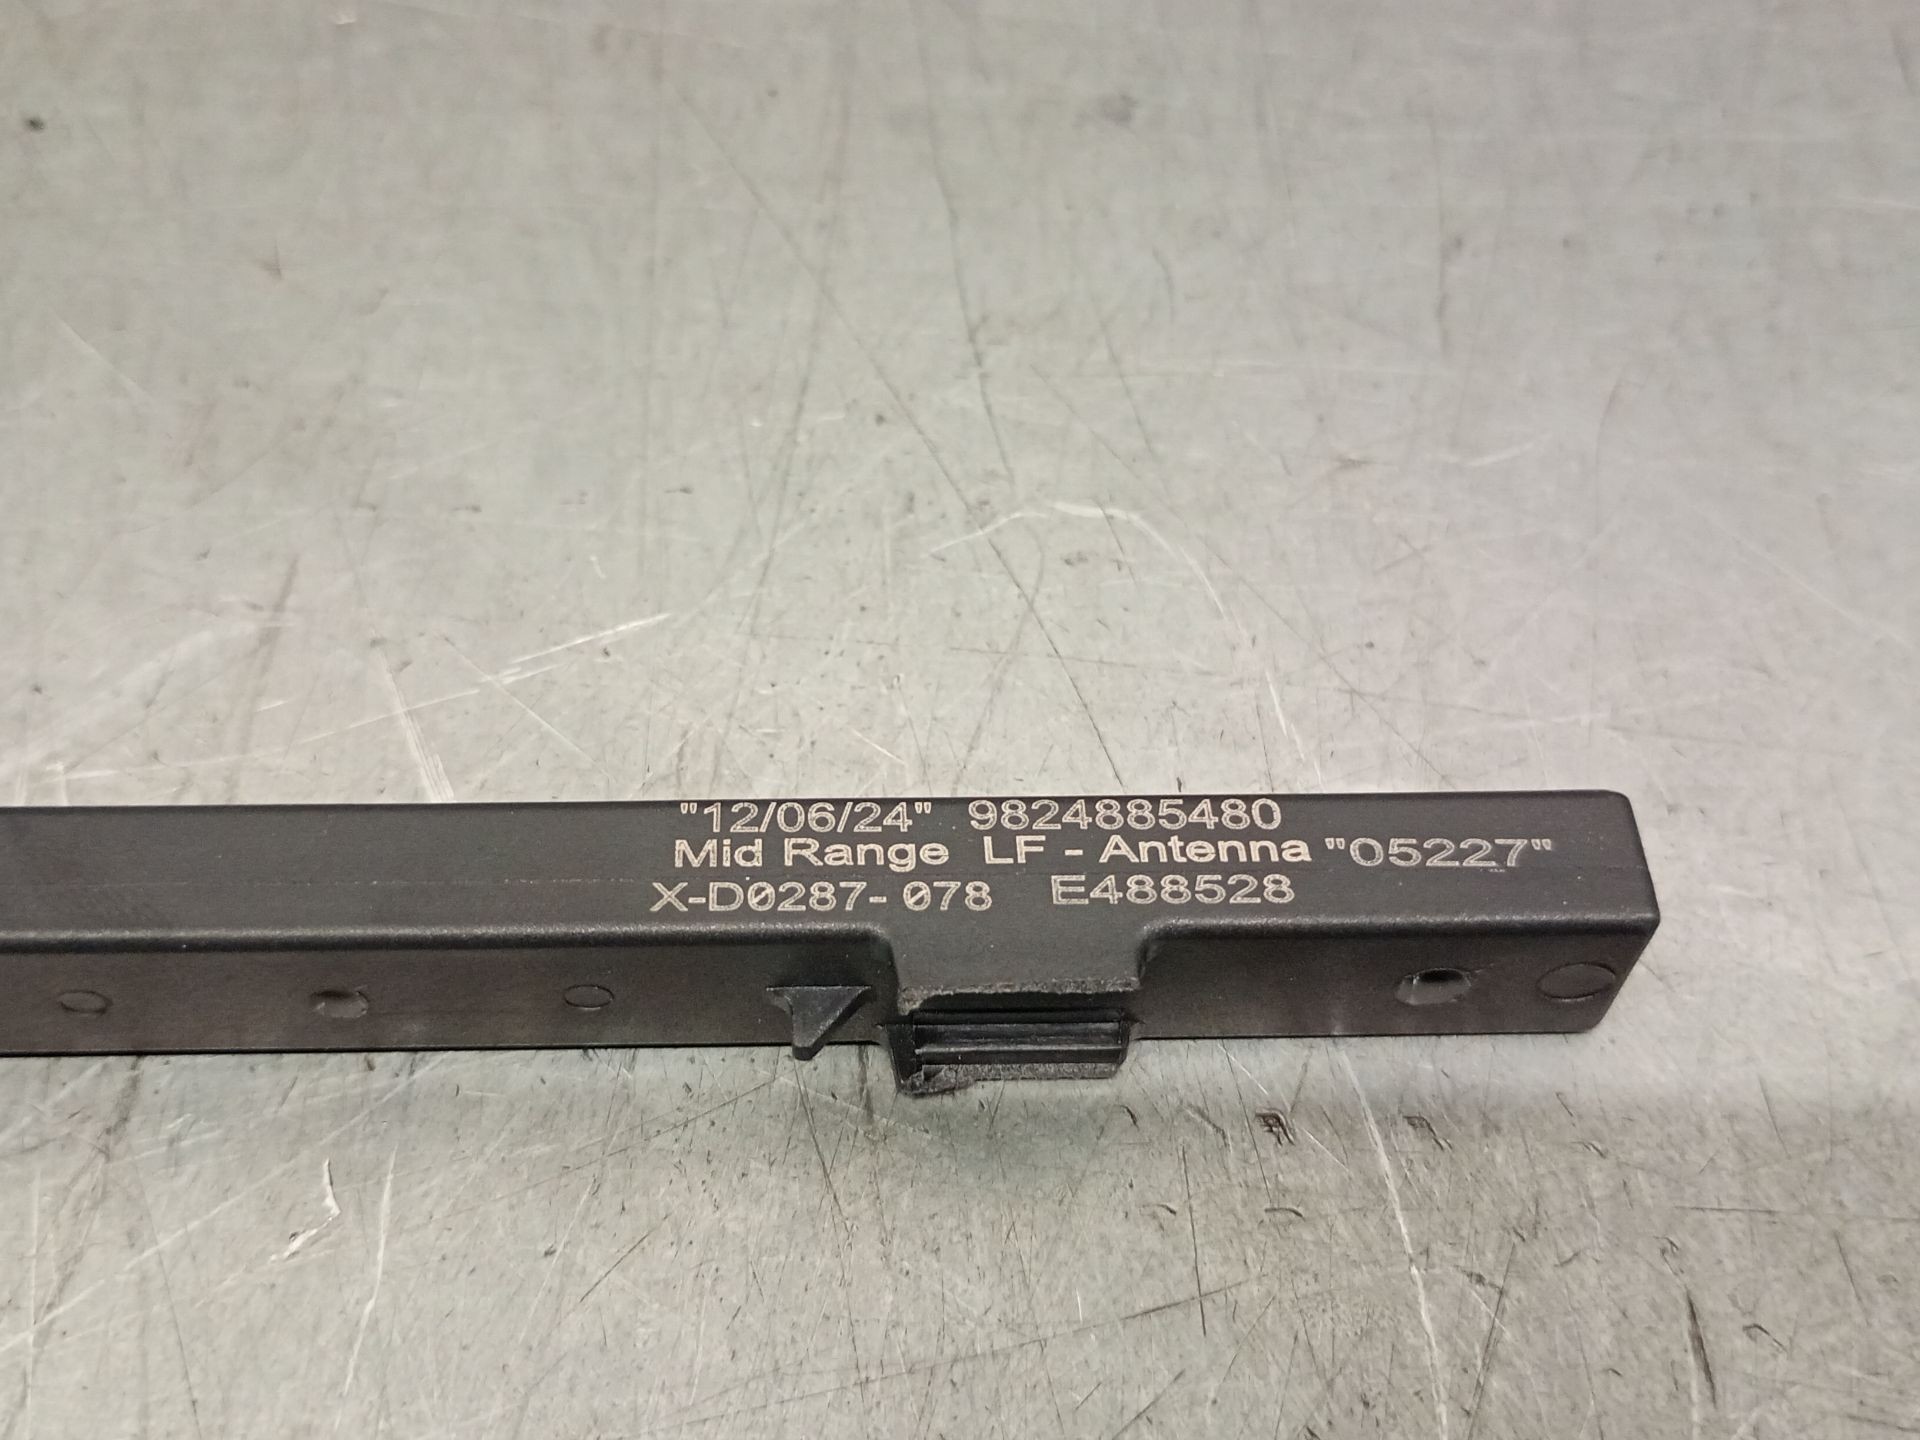 "12/06/24" 9824885480
Mid Range LF - Antenna "05227"
X-D0287-078 E488528